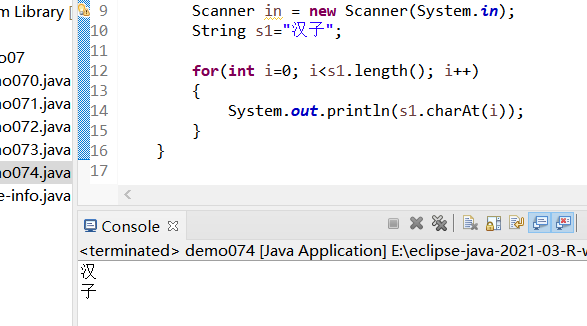 m Library ]
o07
mo070.java
mo071.java
mo072.java
mo073.java
mo074.java
e-info.java
9 Scanner in = new Scanner(System.in);
10 String s1="汉子";
11
12 for(int i=0; i<s1.length(); i++)
13 {
14 System.out.println(s1.charAt(i));
15 }
16 }
17
Console
<terminated> demo074 [Java Application] E:\eclipse-java-2021-03-R-w
汉
子